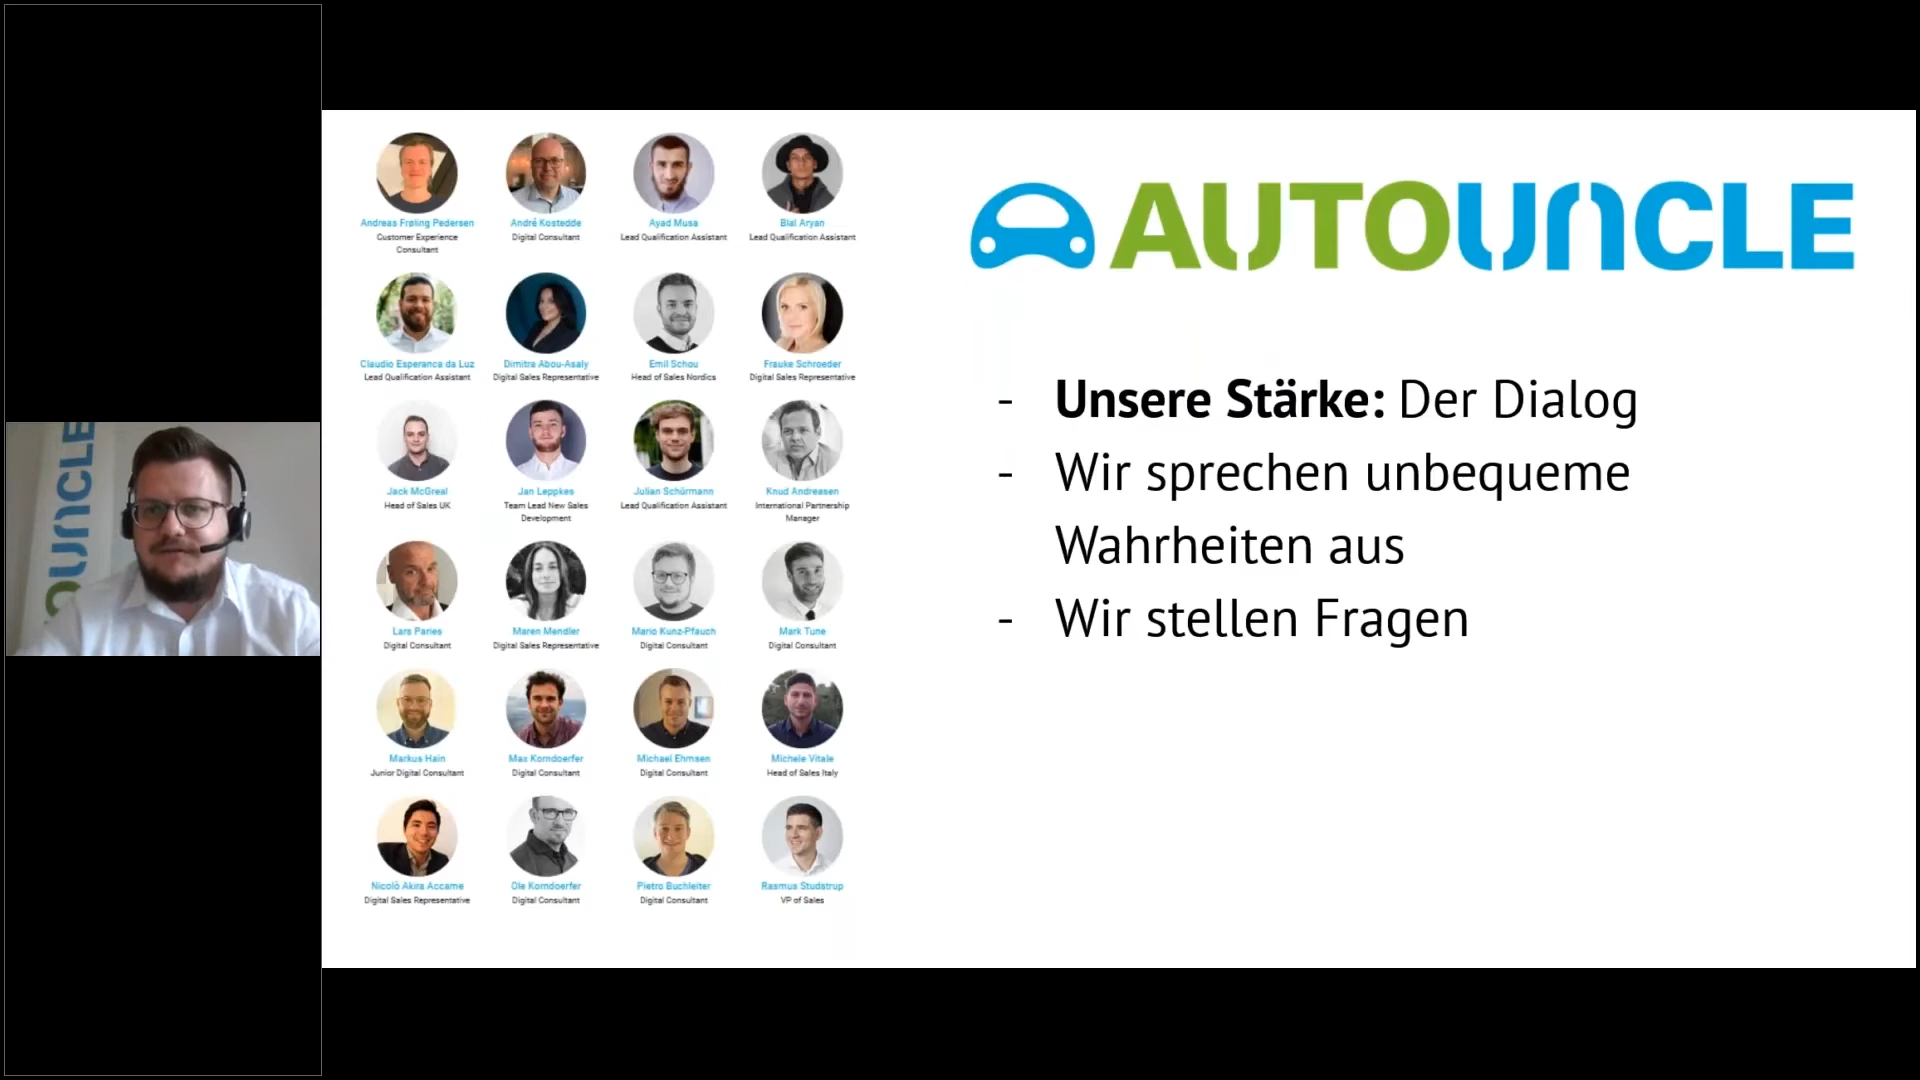 OUNCLE
Andreas Frøling Pedersen
Customer Experience
Consultant
André Kostedde
Digital Consultant
Ayad Musa
Lead Qualification Assistant
Blal Aryan
Lead Qualification Assistant
Claudio Esperanca da Luz
Lead Qualification Assistant
Dimitra Abou-Asaly
Digital Sales Representative
Emil Schou
Head of Sales Nordics
Frauke Schroeder
Digital Sales Representative
Jack McGreal
Head of Sales UK
Jan Leppkes
Team Lead New Sales
Development
Julian Schürmann
Lead Qualification Assistant
Knud Andreasen
International Partnership
Manager
Lars Paries
Digital Consultant
Maren Mendler
Digital Sales Representative
Mario Kunz-Pfauch
Digital Consultant
Mark Tune
Digital Consultant
Markus Hain
Junior Digital Consultant
Max Korndoerfer
Digital Consultant
Michael Ehmsen
Digital Consultant
Michele Vitale
Head of Sales Italy
Nicolò Akira Accame
Digital Sales Representative
Ole Korndoerfer
Digital Consultant
Pietro Buchleiter
Digital Consultant
Rasmus Studstrup
VP of Sales
AUTOUNCLE
- Unsere Stärke: Der Dialog
- Wir sprechen unbequeme
Wahrheiten aus
- Wir stellen Fragen